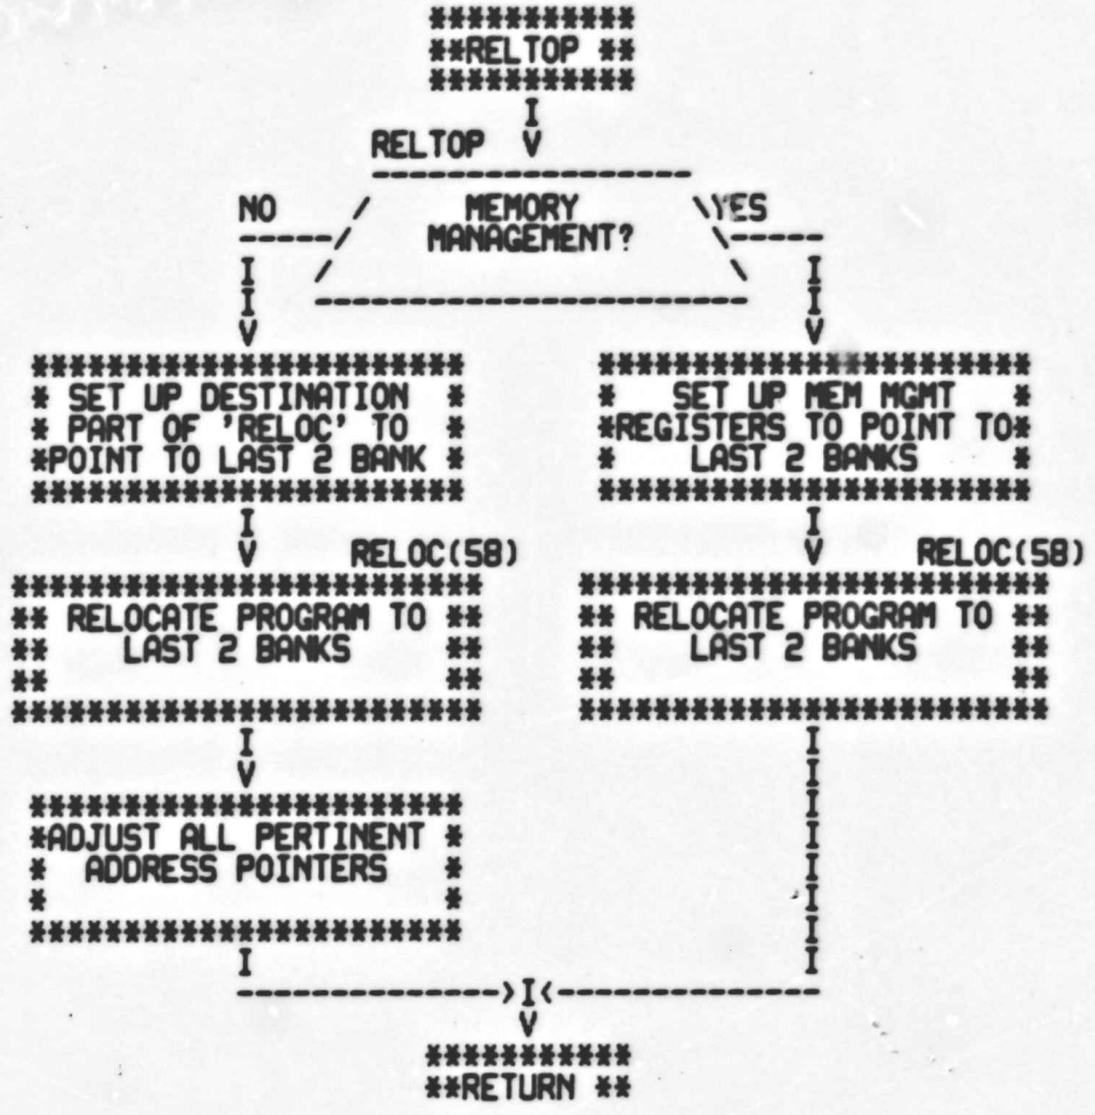 ***********
**RELTOP **
***********
I
RELTOP V
-----------------
NO / MEMORY \YES
-----/ MANAGEMENT? \-----
I / \ I
I ----------------------- I
V V
*********************** ***********************
* SET UP DESTINATION * * SET UP MEM MGMT *
* PART OF 'RELOC' TO * *REGISTERS TO POINT TO*
*POINT TO LAST 2 BANK * * LAST 2 BANKS *
*********************** ***********************
I I
V RELOC(58) V RELOC(58)
************************* *************************
** RELOCATE PROGRAM TO ** ** RELOCATE PROGRAM TO **
** LAST 2 BANKS ** ** LAST 2 BANKS **
** ** ** **
************************* *************************
I I
V I
*********************** I
*ADJUST ALL PERTINENT * I
* ADDRESS POINTERS * I
* * I
*********************** I
I I
-------------->I<--------------
V
***********
**RETURN **